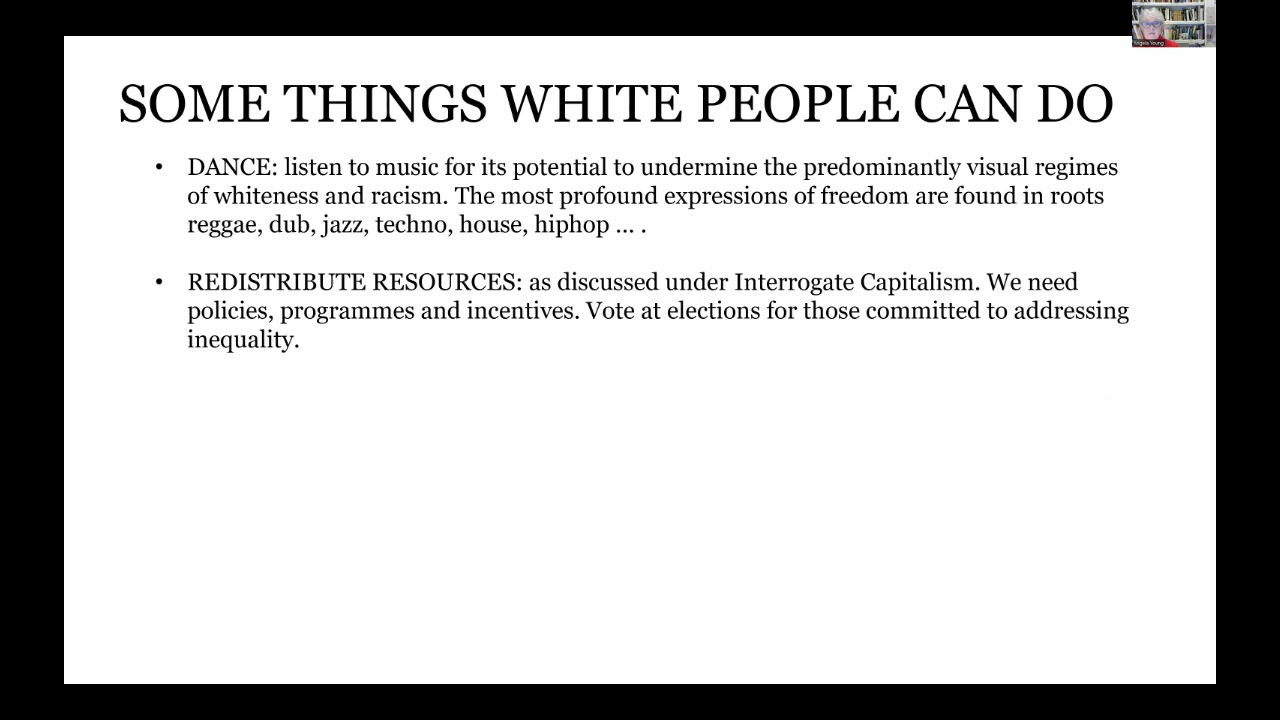 Angela Young
SOME THINGS WHITE PEOPLE CAN DO
• DANCE: listen to music for its potential to undermine the predominantly visual regimes
of whiteness and racism. The most profound expressions of freedom are found in roots
reggae, dub, jazz, techno, house, hiphop ... .
• REDISTRIBUTE RESOURCES: as discussed under Interrogate Capitalism. We need
policies, programmes and incentives. Vote at elections for those committed to addressing
inequality.